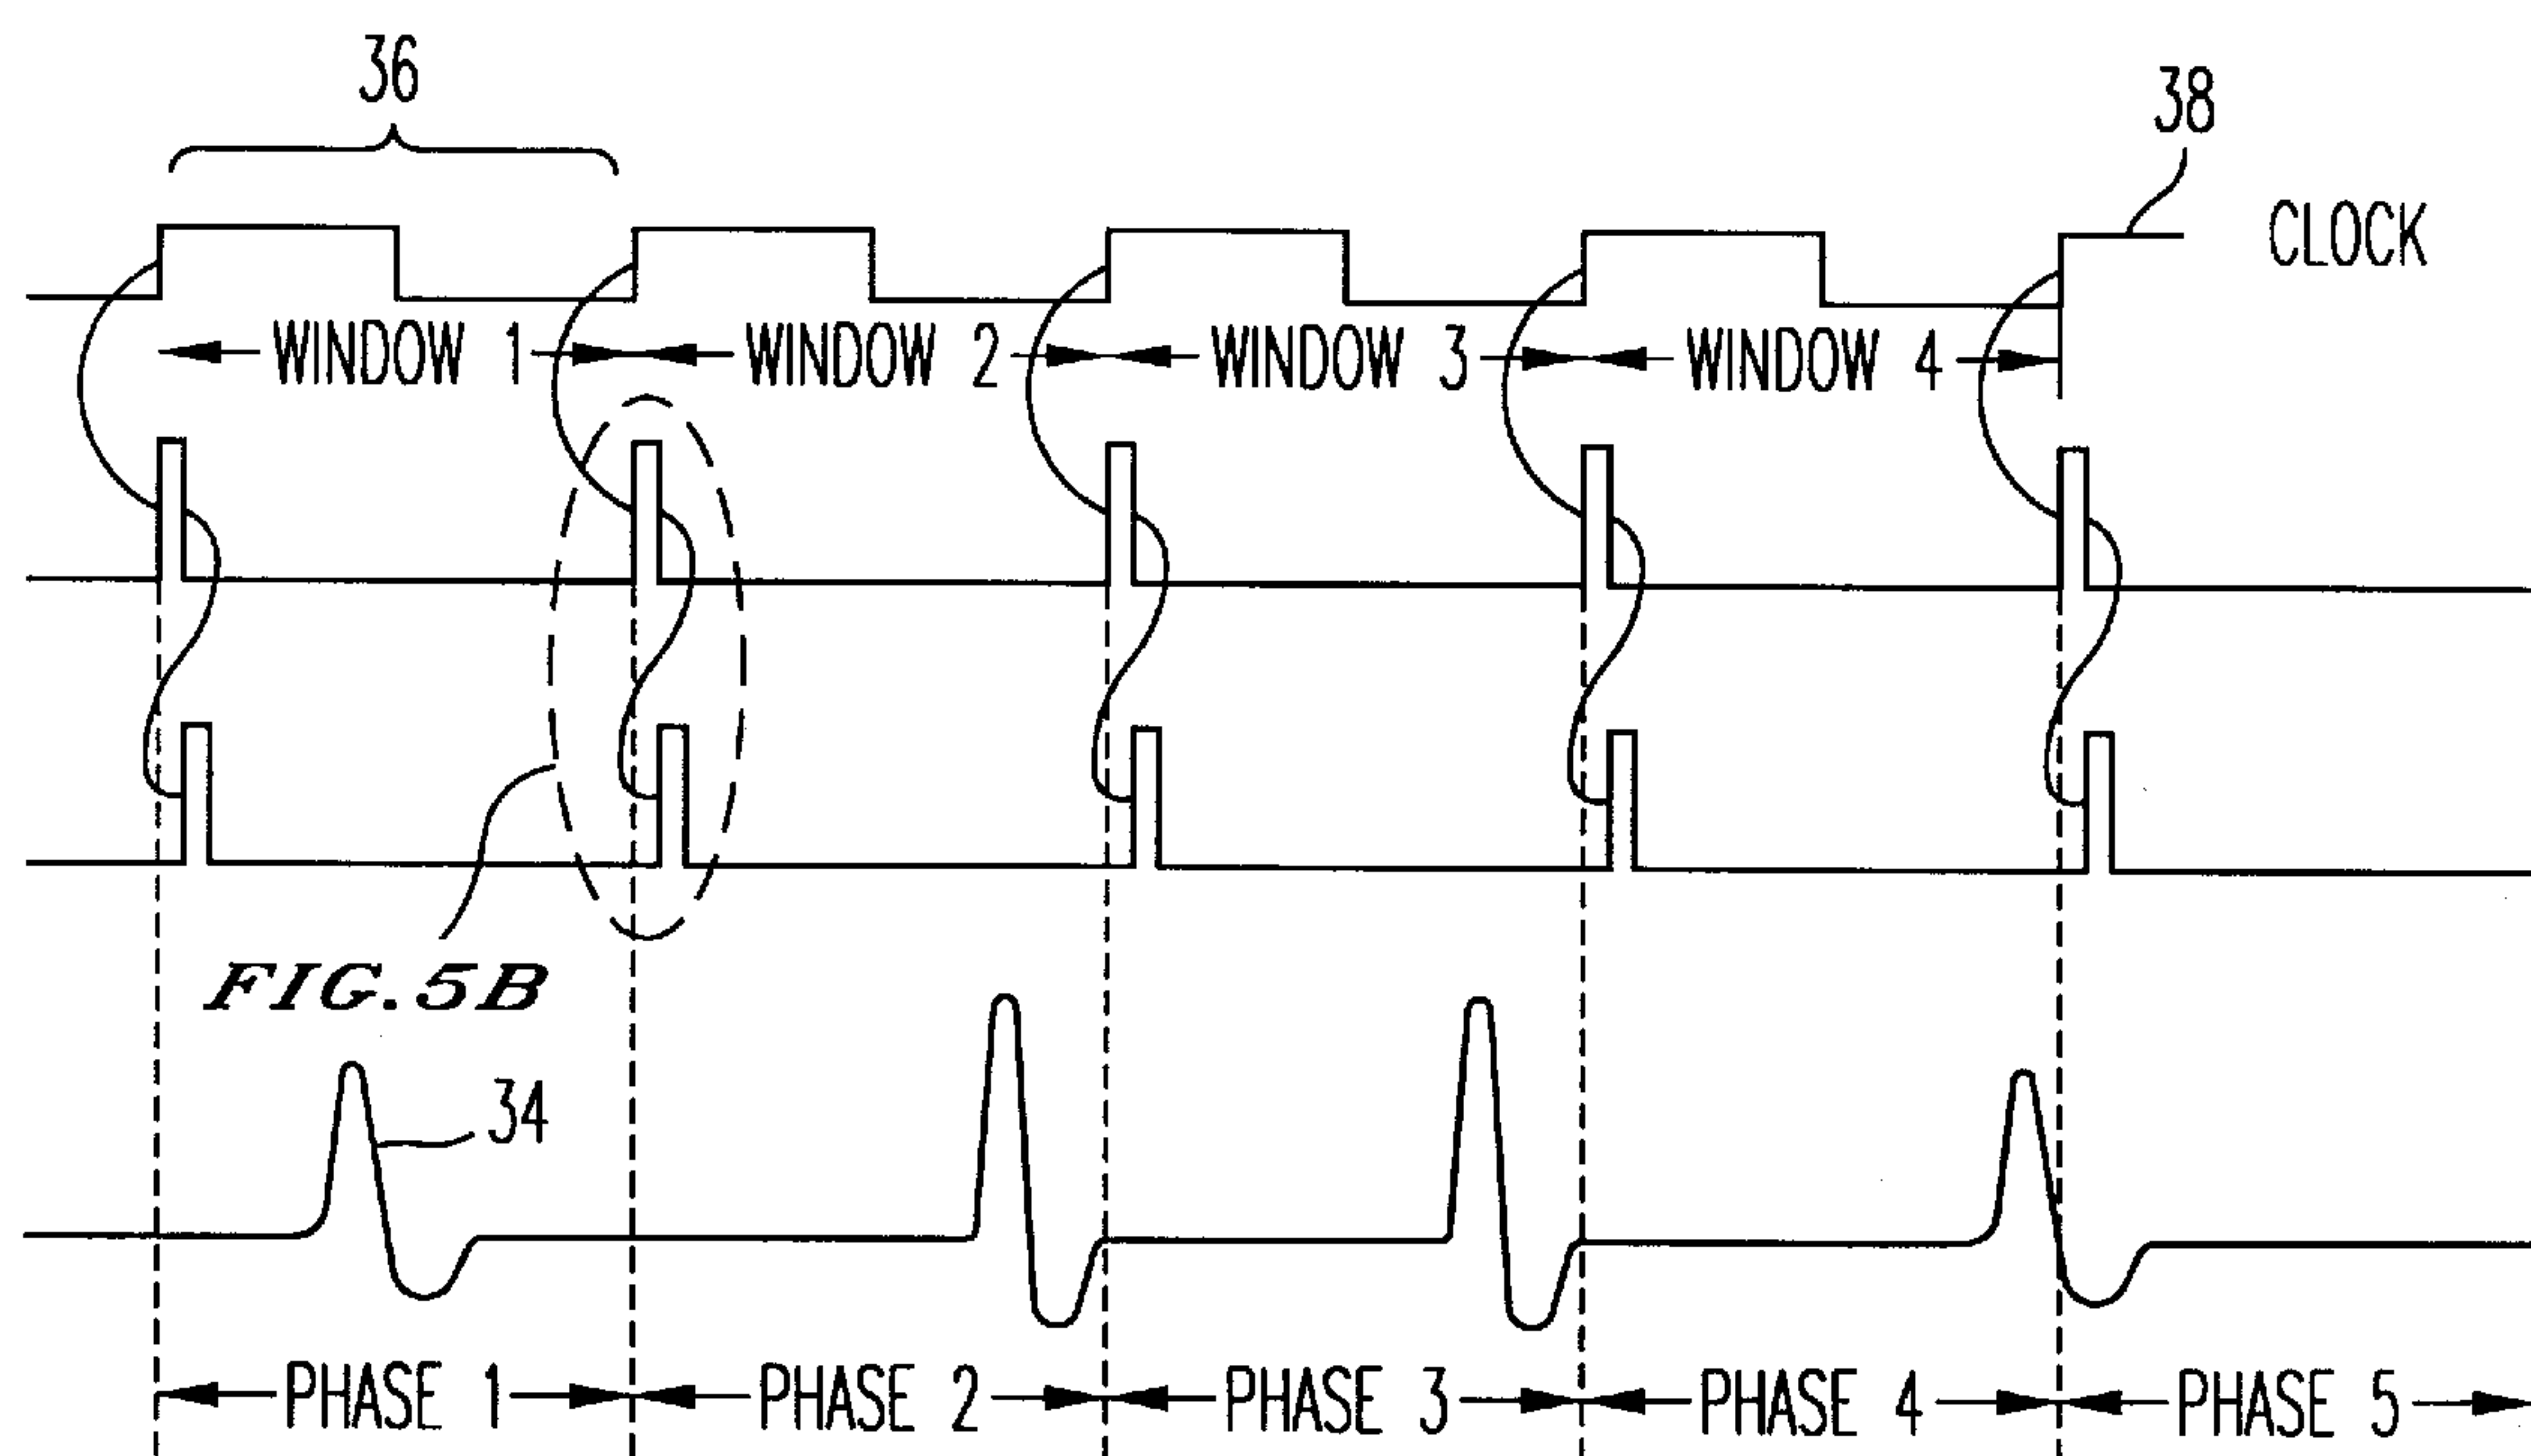 36
38
CLOCK
WINDOW 1
WINDOW 2
WINDOW 3
WINDOW 4
FIG. 5B
34
PHASE 1
PHASE 2
PHASE 3
PHASE 4
PHASE 5